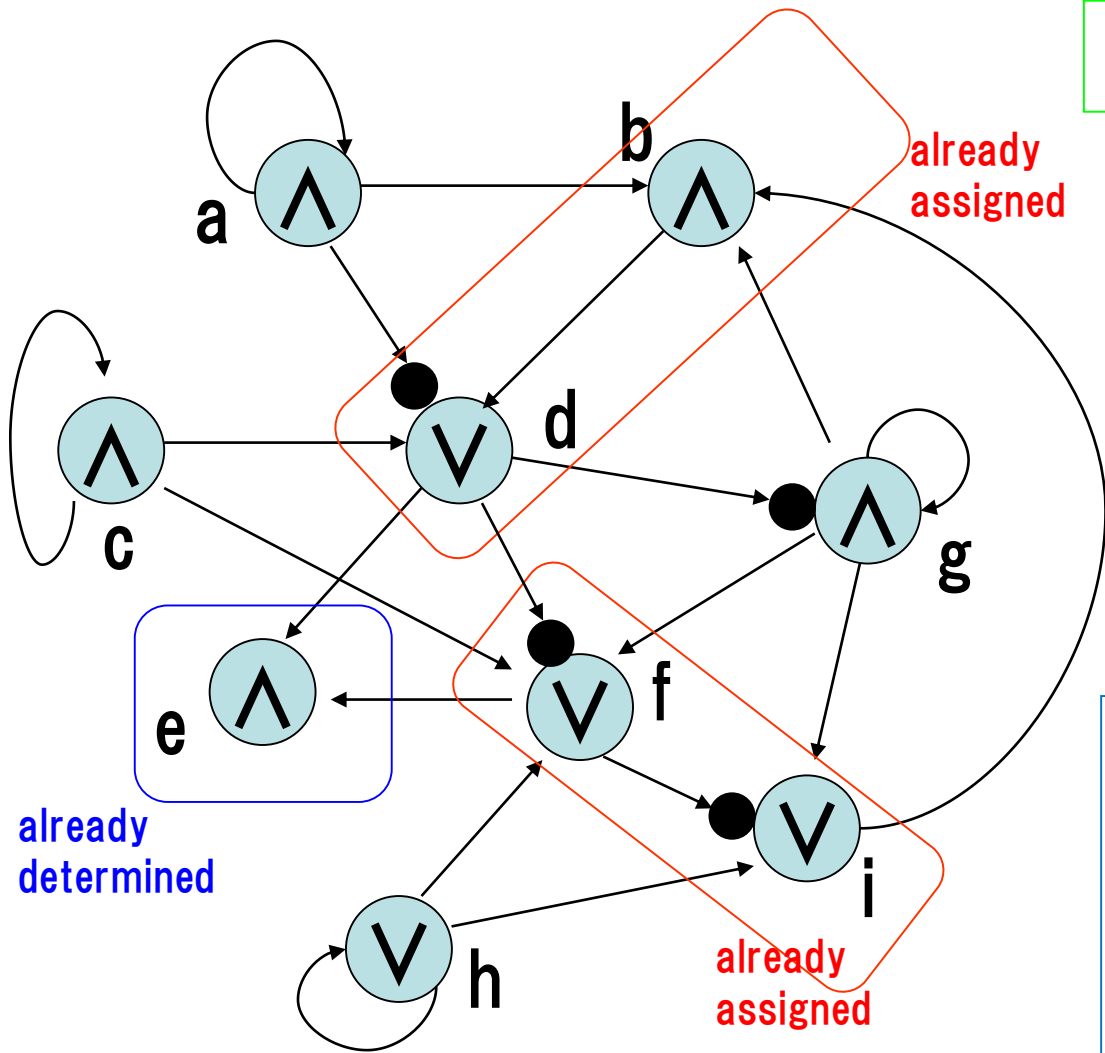 b
already
assigned
∧
∧
a
d
∨
∧
∧
c
g
∧
∨
f
e
already
determined
∨
i
∨
h
already
assigned